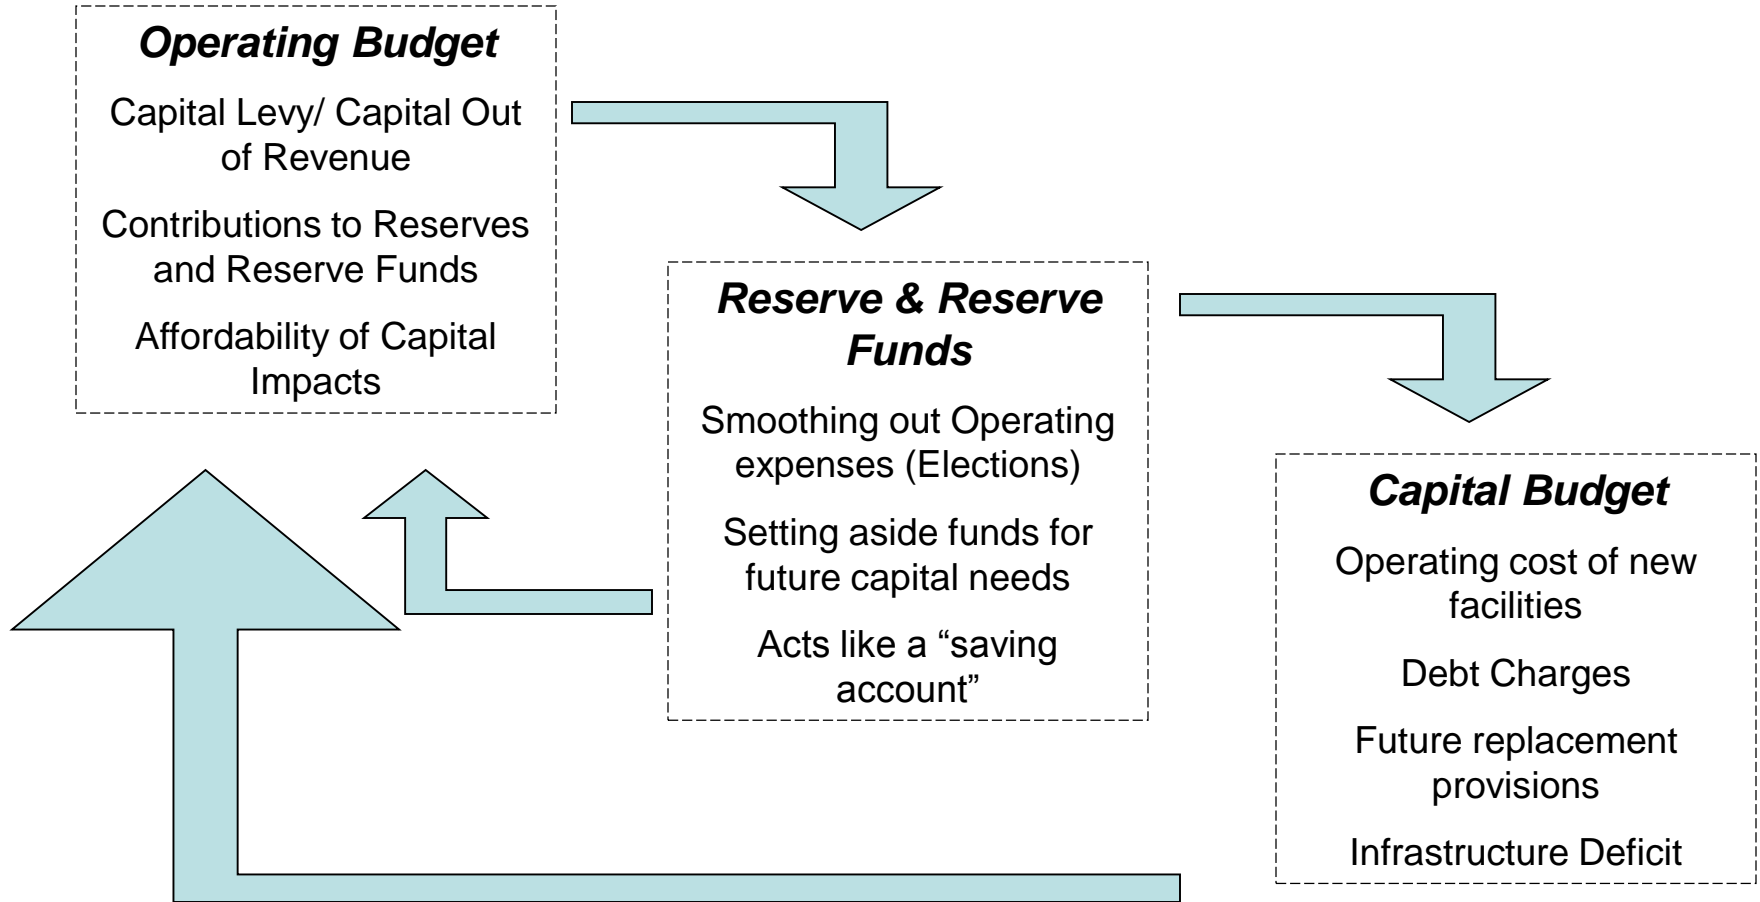 Operating Budget
Capital Levy/ Capital Out
of Revenue
Contributions to Reserves
and Reserve Funds
Affordability of Capital
Impacts
Reserve & Reserve
Funds
Smoothing out Operating
expenses (Elections)
Setting aside funds for
future capital needs
Acts like a “saving
account”
Capital Budget
Operating cost of new
facilities
Debt Charges
Future replacement
provisions
Infrastructure Deficit